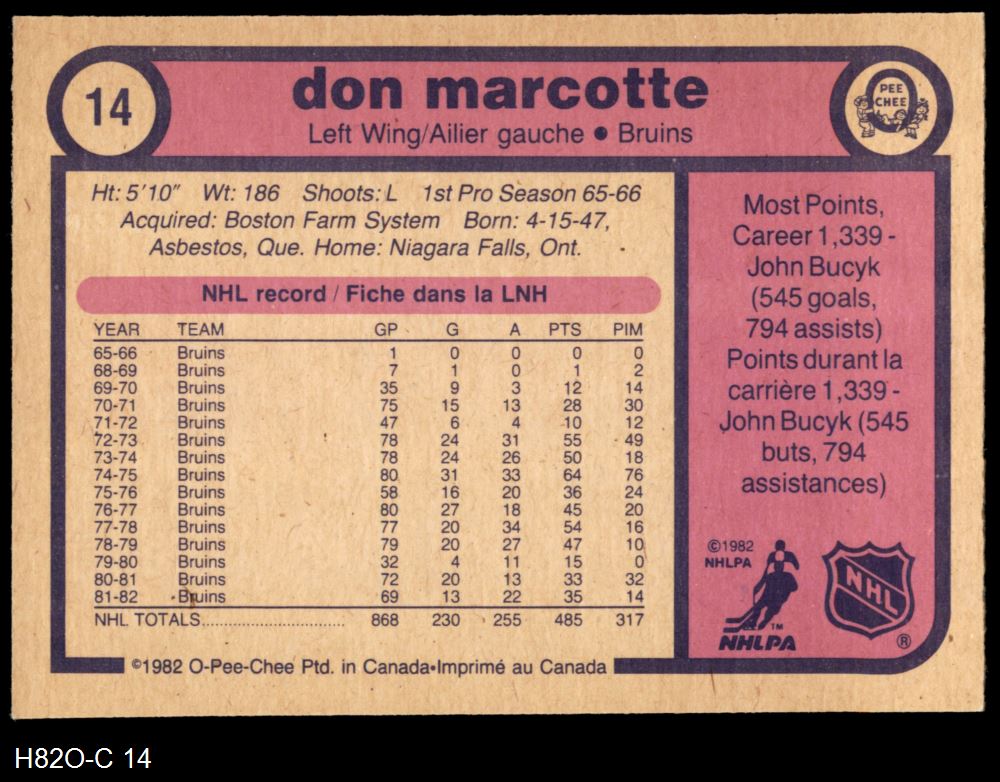 14
don marcotte
Left Wing/Ailier gauche • Bruins
PEE
CHEE
Ht: 5'10" Wt: 186 Shoots: L 1st Pro Season 65-66
Acquired: Boston Farm System Born: 4-15-47,
Asbestos, Que. Home: Niagara Falls, Ont.
NHL record / Fiche dans la LNH
YEAR TEAM GP G A PTS PIM
65-66 Bruins 1 0 0 0 0
68-69 Bruins 7 1 0 1 2
69-70 Bruins 35 9 3 12 14
70-71 Bruins 75 15 13 28 30
71-72 Bruins 47 6 4 10 12
72-73 Bruins 78 24 31 55 49
73-74 Bruins 78 24 26 50 18
74-75 Bruins 80 31 33 64 76
75-76 Bruins 58 16 20 36 24
76-77 Bruins 80 27 18 45 20
77-78 Bruins 77 20 34 54 16
78-79 Bruins 79 20 27 47 10
79-80 Bruins 32 4 11 15 0
80-81 Bruins 72 20 13 33 32
81-82 Bruins 69 13 22 35 14
NHL TOTALS............................ 868 230 255 485 317
©1982 O-Pee-Chee Ptd. in Canada•Imprimé au Canada
Most Points,
Career 1,339 -
John Bucyk
(545 goals,
794 assists)
Points durant la
carrière 1,339 -
John Bucyk (545
buts, 794
assistances)
©1982
NHLPA
TM
NHLPA
NHL
®
H82O-C 14